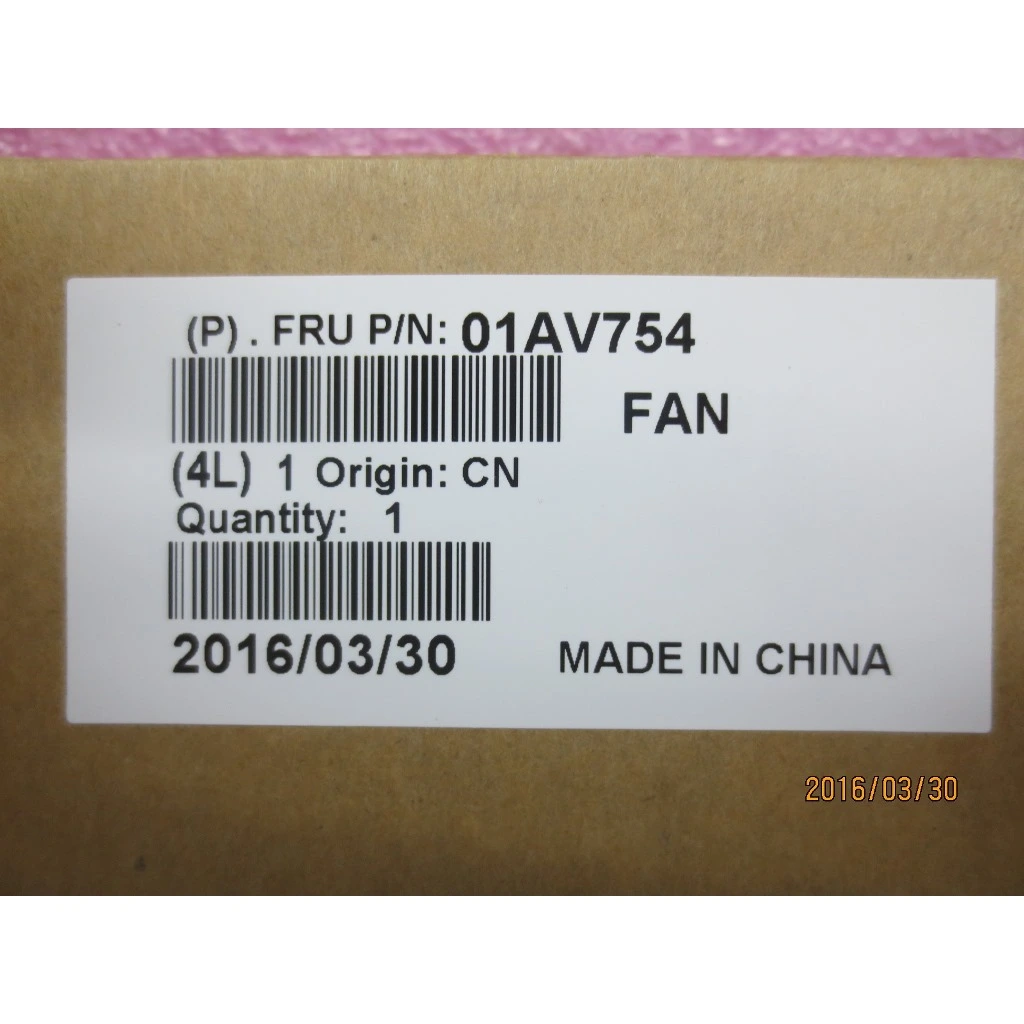 (P) . FRU P/N: 01AV754
FAN
(4L) 1 Origin: CN
Quantity: 1
2016/03/30
MADE IN CHINA
2016/03/30